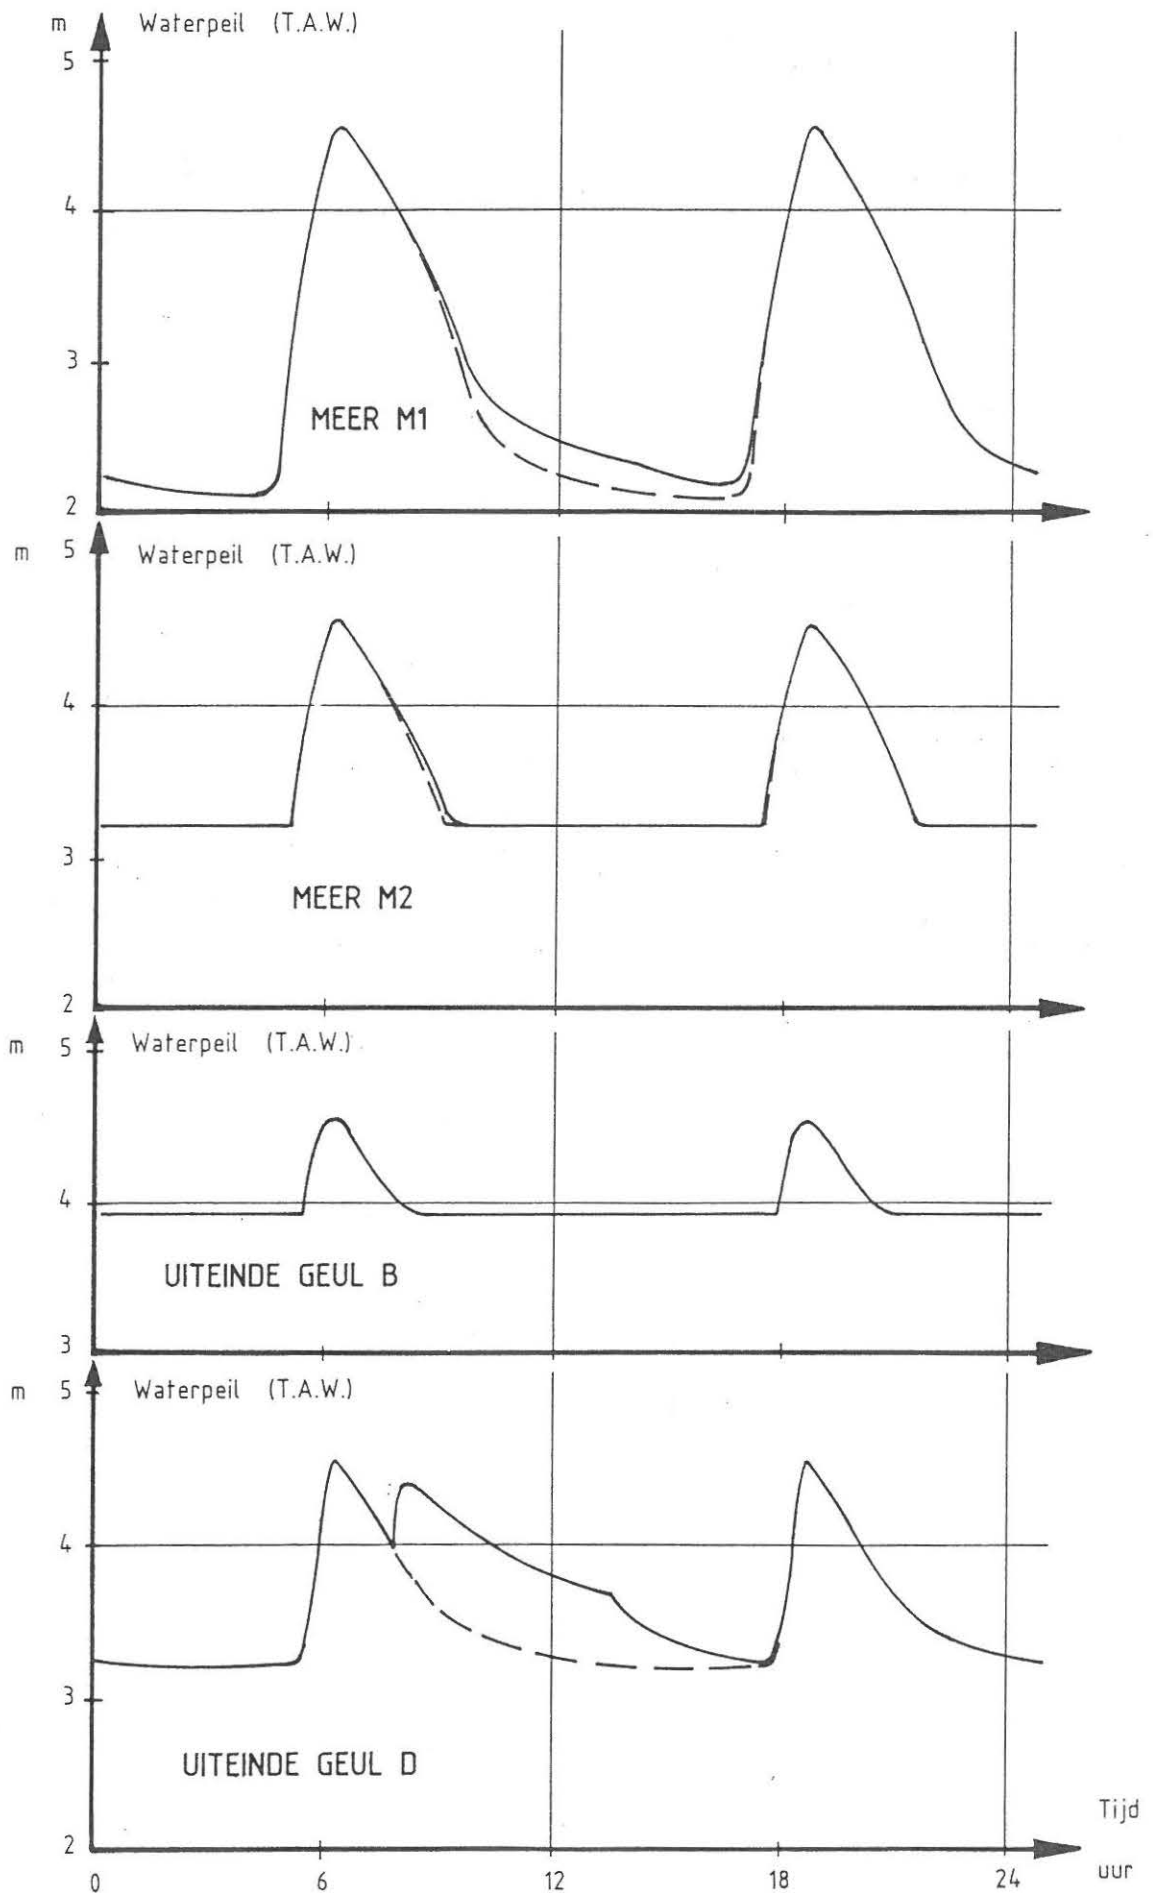 m Waterpeil (T.A.W.)
5
4
3
MEER M1
2
m 5 Waterpeil (T.A.W.)
4
3
MEER M2
2
m 5 Waterpeil (T.A.W.)
4
UITEINDE GEUL B
3
m 5 Waterpeil (T.A.W.)
4
3
UITEINDE GEUL D
Tijd
2
uur
0 6 12 18 24